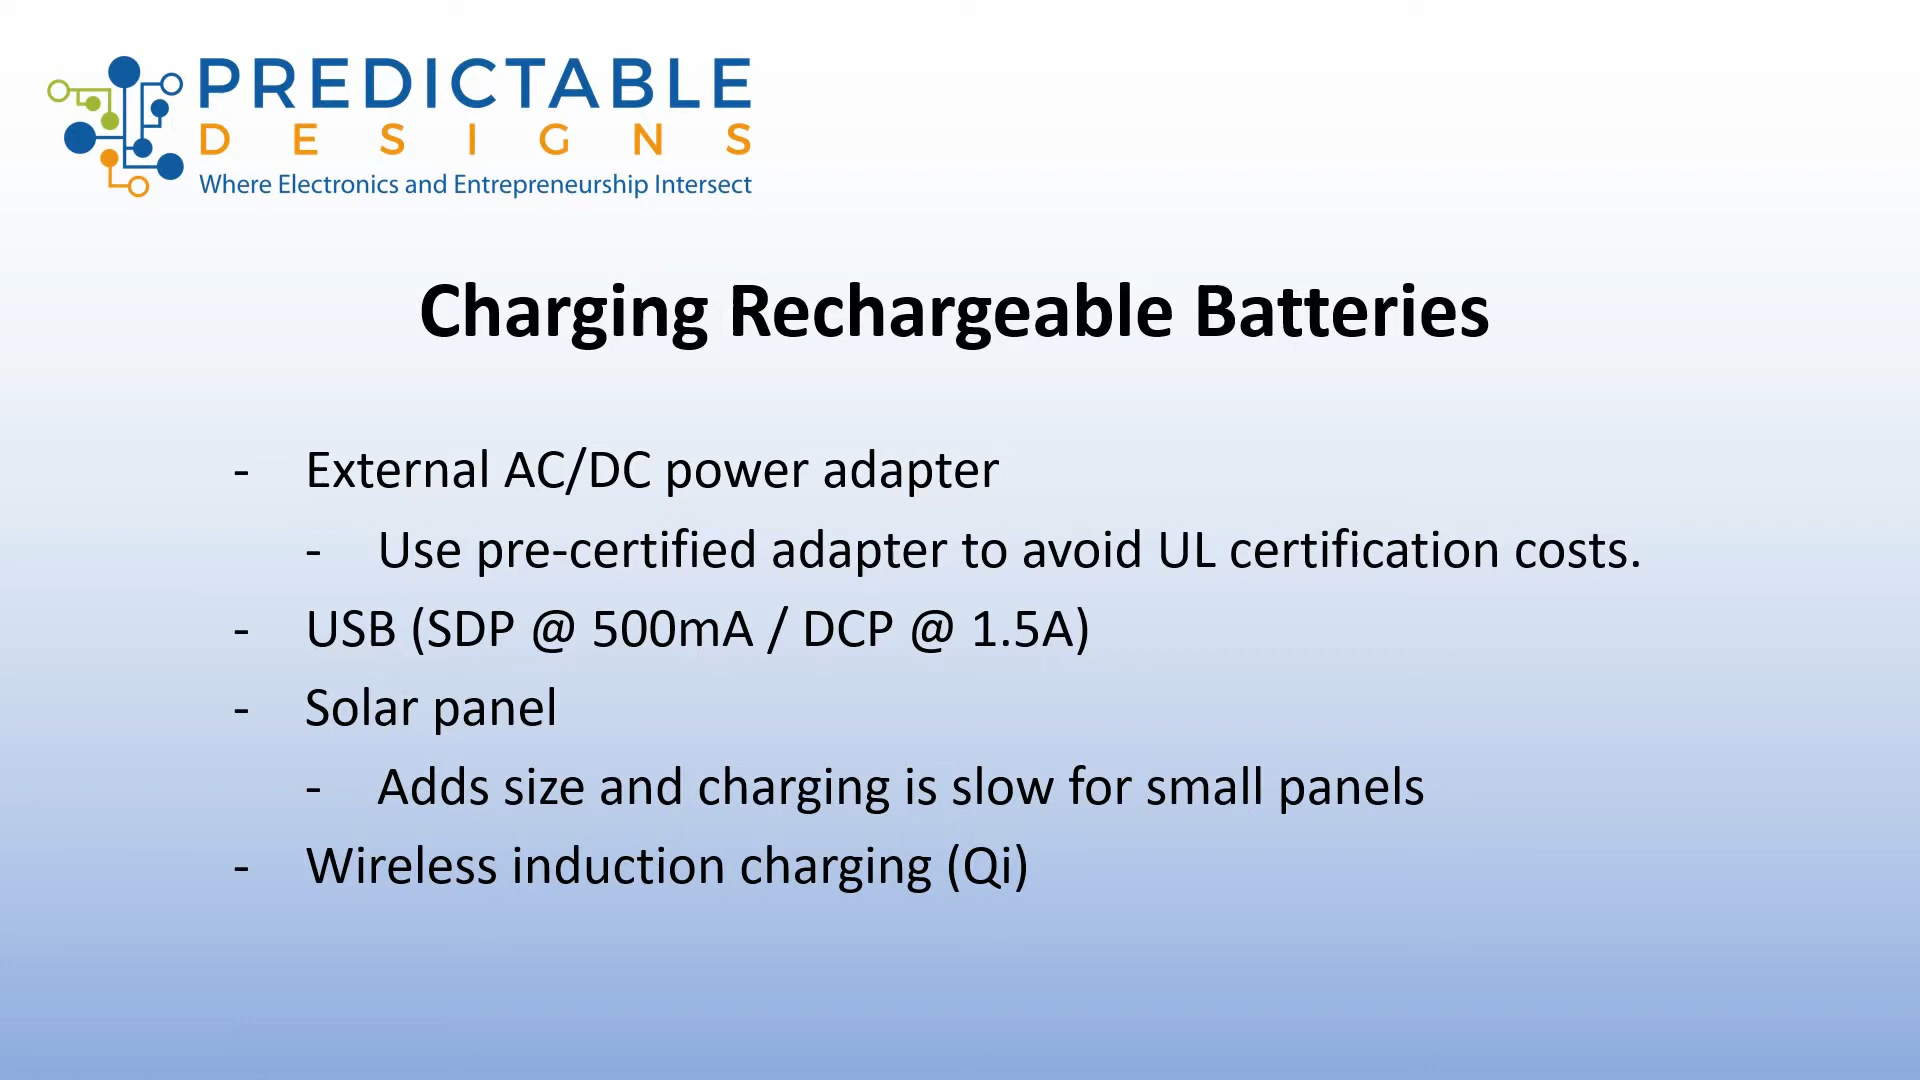 PREDICTABLE
DESIGNS
Where Electronics and Entrepreneurship Intersect
Charging Rechargeable Batteries
- External AC/DC power adapter
- Use pre-certified adapter to avoid UL certification costs.
- USB (SDP @ 500mA / DCP @ 1.5A)
- Solar panel
- Adds size and charging is slow for small panels
- Wireless induction charging (Qi)